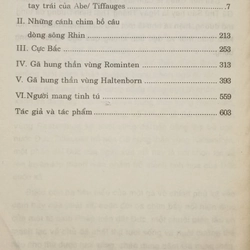 tay trái của Abe/ Tiffauges .7
II. Những cánh chim bồ câu
dòng sông Rhin 213
III. Cực Bắc 253
IV. Gã hung thần vùng Rominten 313
V. Gã hung thần vùng Haltenborn 393
VI. Người mang tinh tú 559
Tác giả và tác phẩm 603